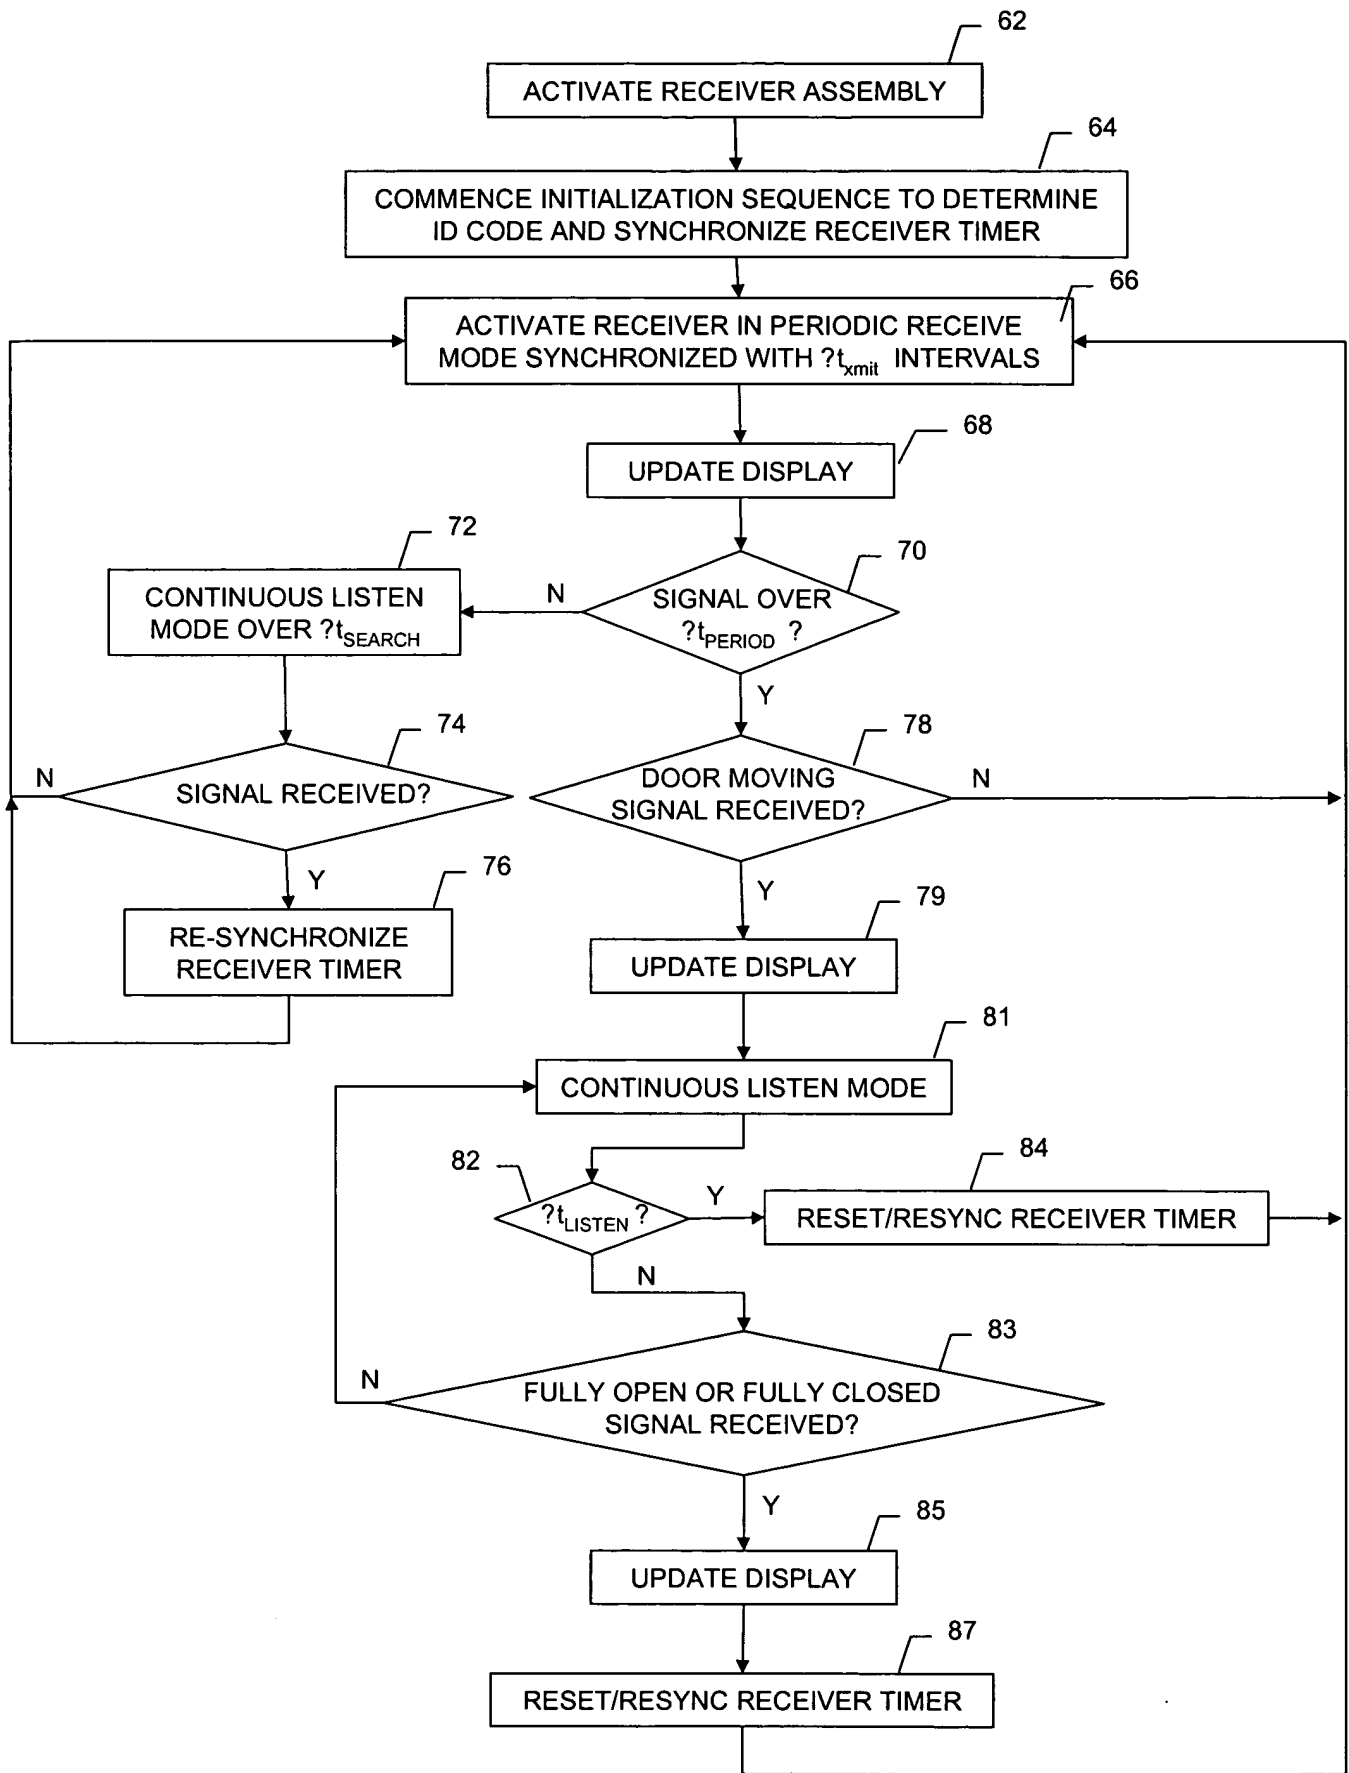 62
ACTIVATE RECEIVER ASSEMBLY
64
COMMENCE INITIALIZATION SEQUENCE TO DETERMINE
ID CODE AND SYNCHRONIZE RECEIVER TIMER
66
ACTIVATE RECEIVER IN PERIODIC RECEIVE
MODE SYNCHRONIZED WITH ?txmit INTERVALS
68
UPDATE DISPLAY
70
SIGNAL OVER
?tPERIOD ?
N
Y
72
CONTINUOUS LISTEN
MODE OVER ?tSEARCH
74
SIGNAL RECEIVED?
N
Y
76
RE-SYNCHRONIZE
RECEIVER TIMER
78
DOOR MOVING
SIGNAL RECEIVED?
N
Y
79
UPDATE DISPLAY
81
CONTINUOUS LISTEN MODE
82
?tLISTEN ?
Y
N
84
RESET/RESYNC RECEIVER TIMER
83
FULLY OPEN OR FULLY CLOSED
SIGNAL RECEIVED?
N
Y
85
UPDATE DISPLAY
87
RESET/RESYNC RECEIVER TIMER